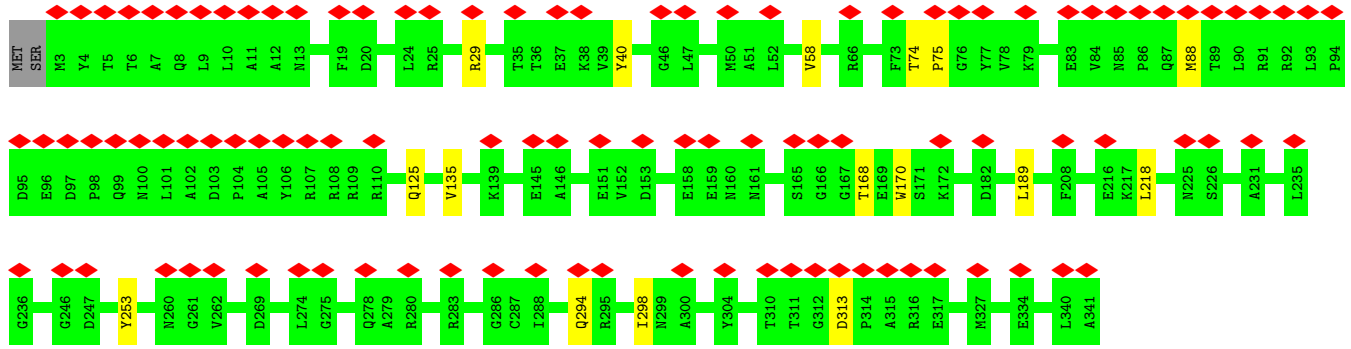 MET SER M3 Y4 T5 T6 A7 Q8 L9 L10 A11 A12 N13 F19 D20 L24 R25 R29 T35 T36 E37 K38 V39 Y40 G46 L47 M50 A51 L52 V58 R66 F73 T74 P75 G76 Y77 V78 K79 E83 V84 N85 P86 Q87 M88 T89 L90 R91 R92 L93 P94
D95 E96 D97 P98 Q99 N100 L101 A102 D103 P104 A105 Y106 R107 R108 R109 R110 Q125 V135 K139 E145 A146 E151 V152 D153 E158 E159 N160 N161 S165 G166 G167 T168 E169 W170 S171 K172 D182 L189 F208 E216 K217 L218 N225 S226 A231 L235
G236 G246 D247 Y253 N260 G261 V262 D269 L274 G275 Q278 A279 R280 R283 G286 C287 I288 Q294 R295 I298 N299 A300 Y304 T310 T311 G312 D313 P314 A315 R316 E317 M327 E334 L340 A341